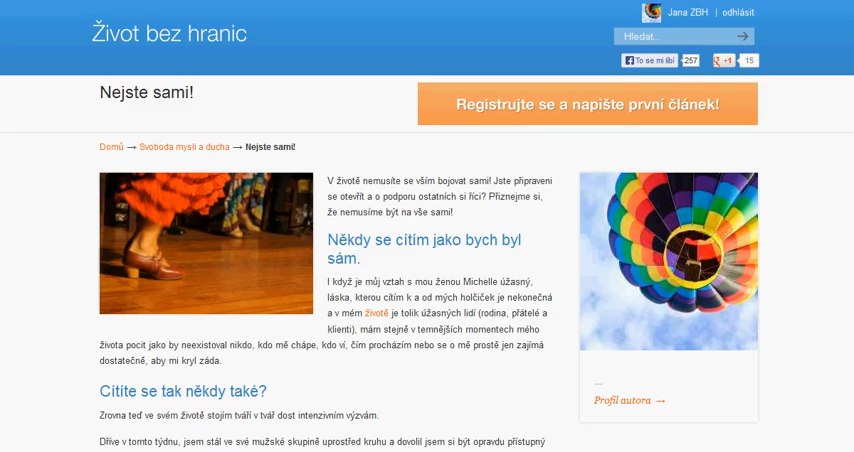 Jana ZBH | odhlásit
Život bez hranic
Hledat..
To se mi líbí 257 +1 15
Nejste sami!
Registrujte se a napište první článek!
Domů → Svoboda mysli a ducha → Nejste sami!
V životě nemusíte se vším bojovat sami! Jste připraveni
se otevřít a o podporu ostatních si říci? Přiznejme si,
že nemusíme být na vše sami!
Někdy se cítím jako bych byl
sám.
I když je můj vztah s mou ženou Michelle úžasný,
láska, kterou cítím k a od mých holčiček je nekonečná
a v mém životě je tolik úžasných lidí (rodina, přátelé a
klienti), mám stejně v temnějších momentech mého
života pocit jako by neexistoval nikdo, kdo mě chápe, kdo ví, čím procházím nebo se o mě prostě jen zajímá
dostatečně, aby mi kryl záda.
Cítíte se tak někdy také?
Zrovna teď ve svém životě stojím tváří v tvář dost intenzivním výzvám.
Dříve v tomto týdnu, jsem stál ve své mužské skupině uprostřed kruhu a dovolil jsem si být opravdu přístupný
...
Profil autora →